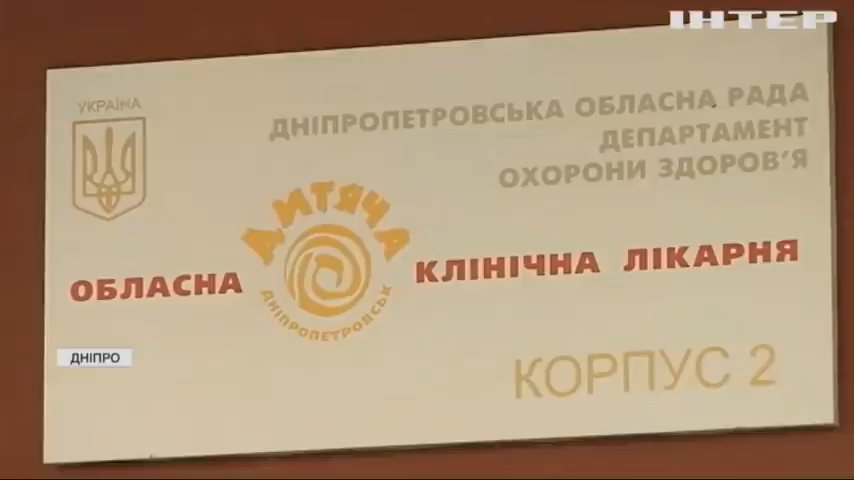 ІНТЕР
УКРАЇНА
ДНІПРОПЕТРОВСЬКА ОБЛАСНА РАДА
ДЕПАРТАМЕНТ
ОХОРОНИ ЗДОРОВ'Я
ДИТЯЧА
ОБЛАСНА КЛІНІЧНА ЛІКАРНЯ
ДНІПРОПЕТРОВСЬК
ДНІПРО
КОРПУС 2